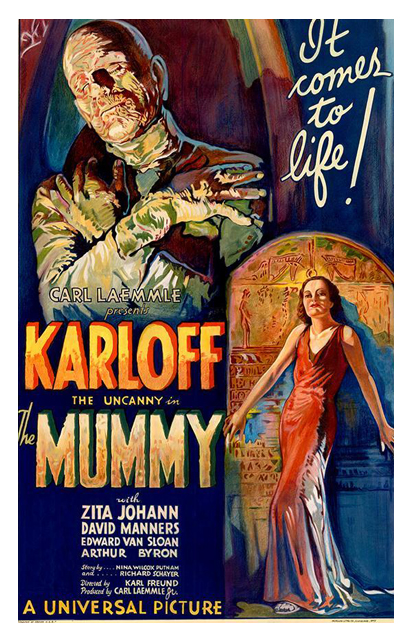 It
comes
to
life!
CARL LAEMMLE
presents
KARLOFF
THE UNCANNY in
The
MUMMY
with
ZITA JOHANN
DAVID MANNERS
EDWARD VAN SLOAN
ARTHUR BYRON
Story by .... NINA WILCOX PUTNAM
and ..... RICHARD SCHAYER
Directed by KARL FREUND
Produced by CARL LAEMMLE Jr.
A UNIVERSAL PICTURE